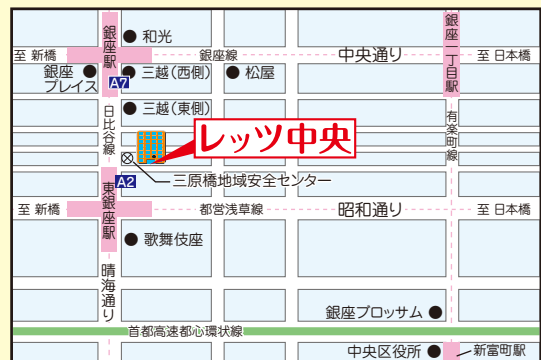 和光
銀座駅
銀座一丁目駅
至 新橋
銀座線
中央通り
至 日本橋
銀座
プレイス
A7
三越(西側)
松屋
三越(東側)
日比谷線
有楽町線
レッツ中央
三原橋地域安全センター
A2
東銀座駅
至 新橋
都営浅草線
昭和通り
至 日本橋
歌舞伎座
晴海通り
銀座ブロッサム
首都高速都心環状線
中央区役所
新富町駅